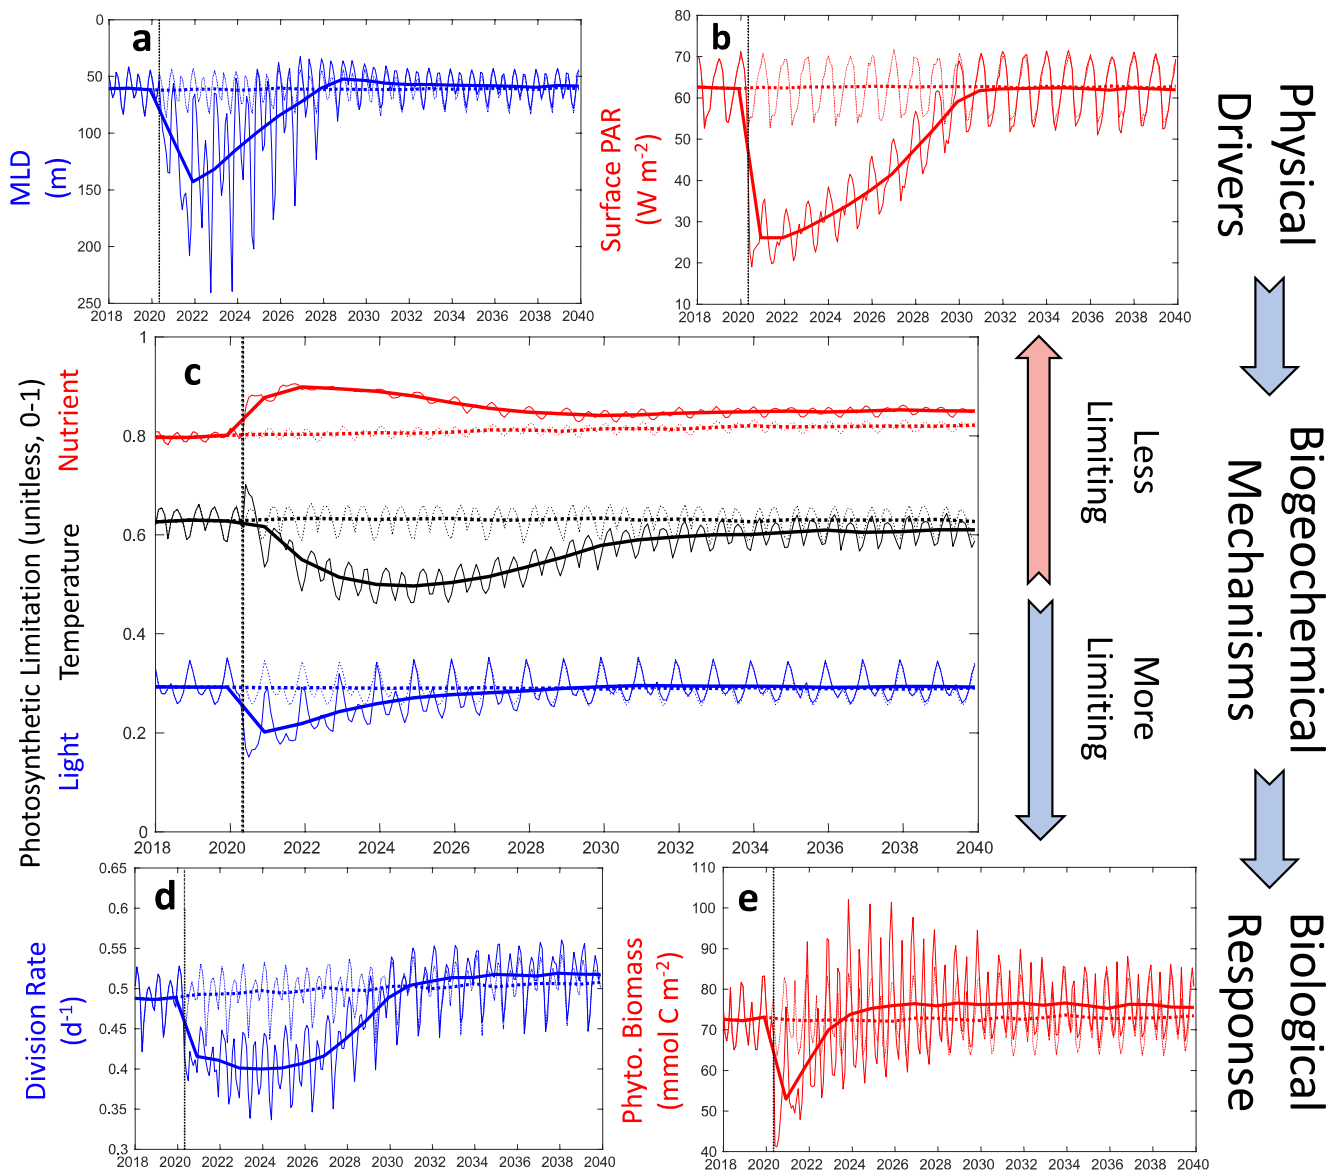 a
MLD
(m)
0
50
100
150
200
250
2018 2020 2022 2024 2026 2028 2030 2032 2034 2036 2038 2040
b
Surface PAR
(W m-2)
80
70
60
50
40
30
20
10
2018 2020 2022 2024 2026 2028 2030 2032 2034 2036 2038 2040
Physical
Drivers
c
Photosynthetic Limitation (unitless, 0-1)
Nutrient
Temperature
Light
1
0.8
0.6
0.4
0.2
0
2018 2020 2022 2024 2026 2028 2030 2032 2034 2036 2038 2040
Less
Limiting
More
Limiting
Biogeochemical
Mechanisms
d
Division Rate
(d-1)
0.65
0.6
0.55
0.5
0.45
0.4
0.35
0.3
2018 2020 2022 2024 2026 2028 2030 2032 2034 2036 2038 2040
e
Phyto. Biomass
(mmol C m-2)
110
100
90
80
70
60
50
40
2018 2020 2022 2024 2026 2028 2030 2032 2034 2036 2038 2040
Biological
Response